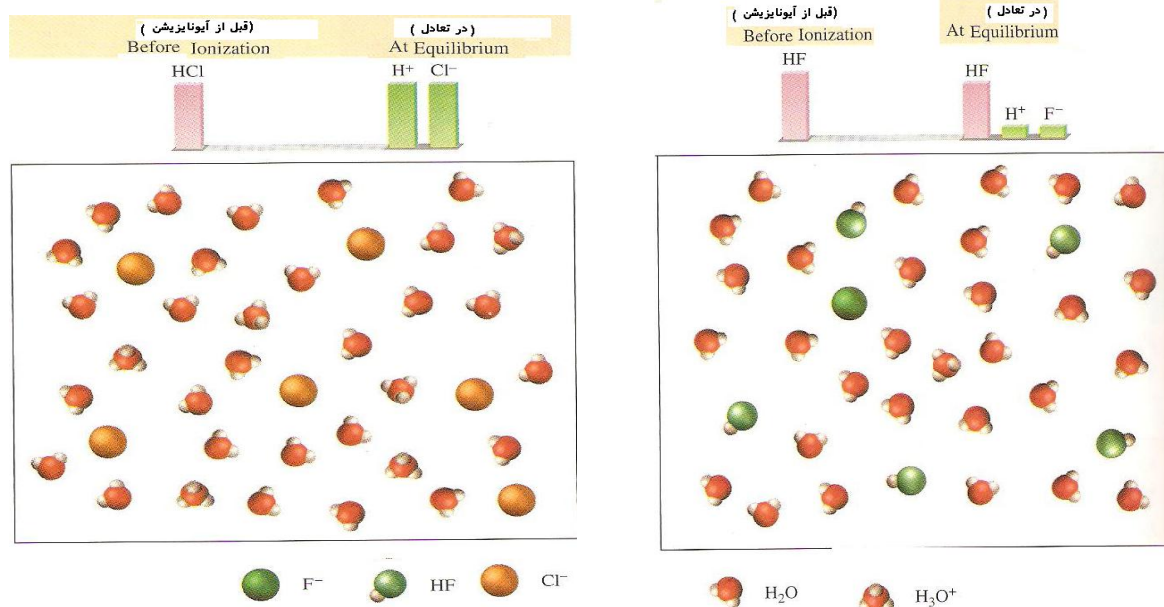 (قبل از آیونایزیشن)
(در تعادل)
Before Ionization
At Equilibrium
HCl
H⁺
Cl⁻
(قبل از آیونایزیشن)
(در تعادل)
Before Ionization
At Equilibrium
HF
HF
H⁺
F⁻
F⁻
HF
Cl⁻
H₂O
H₃O⁺